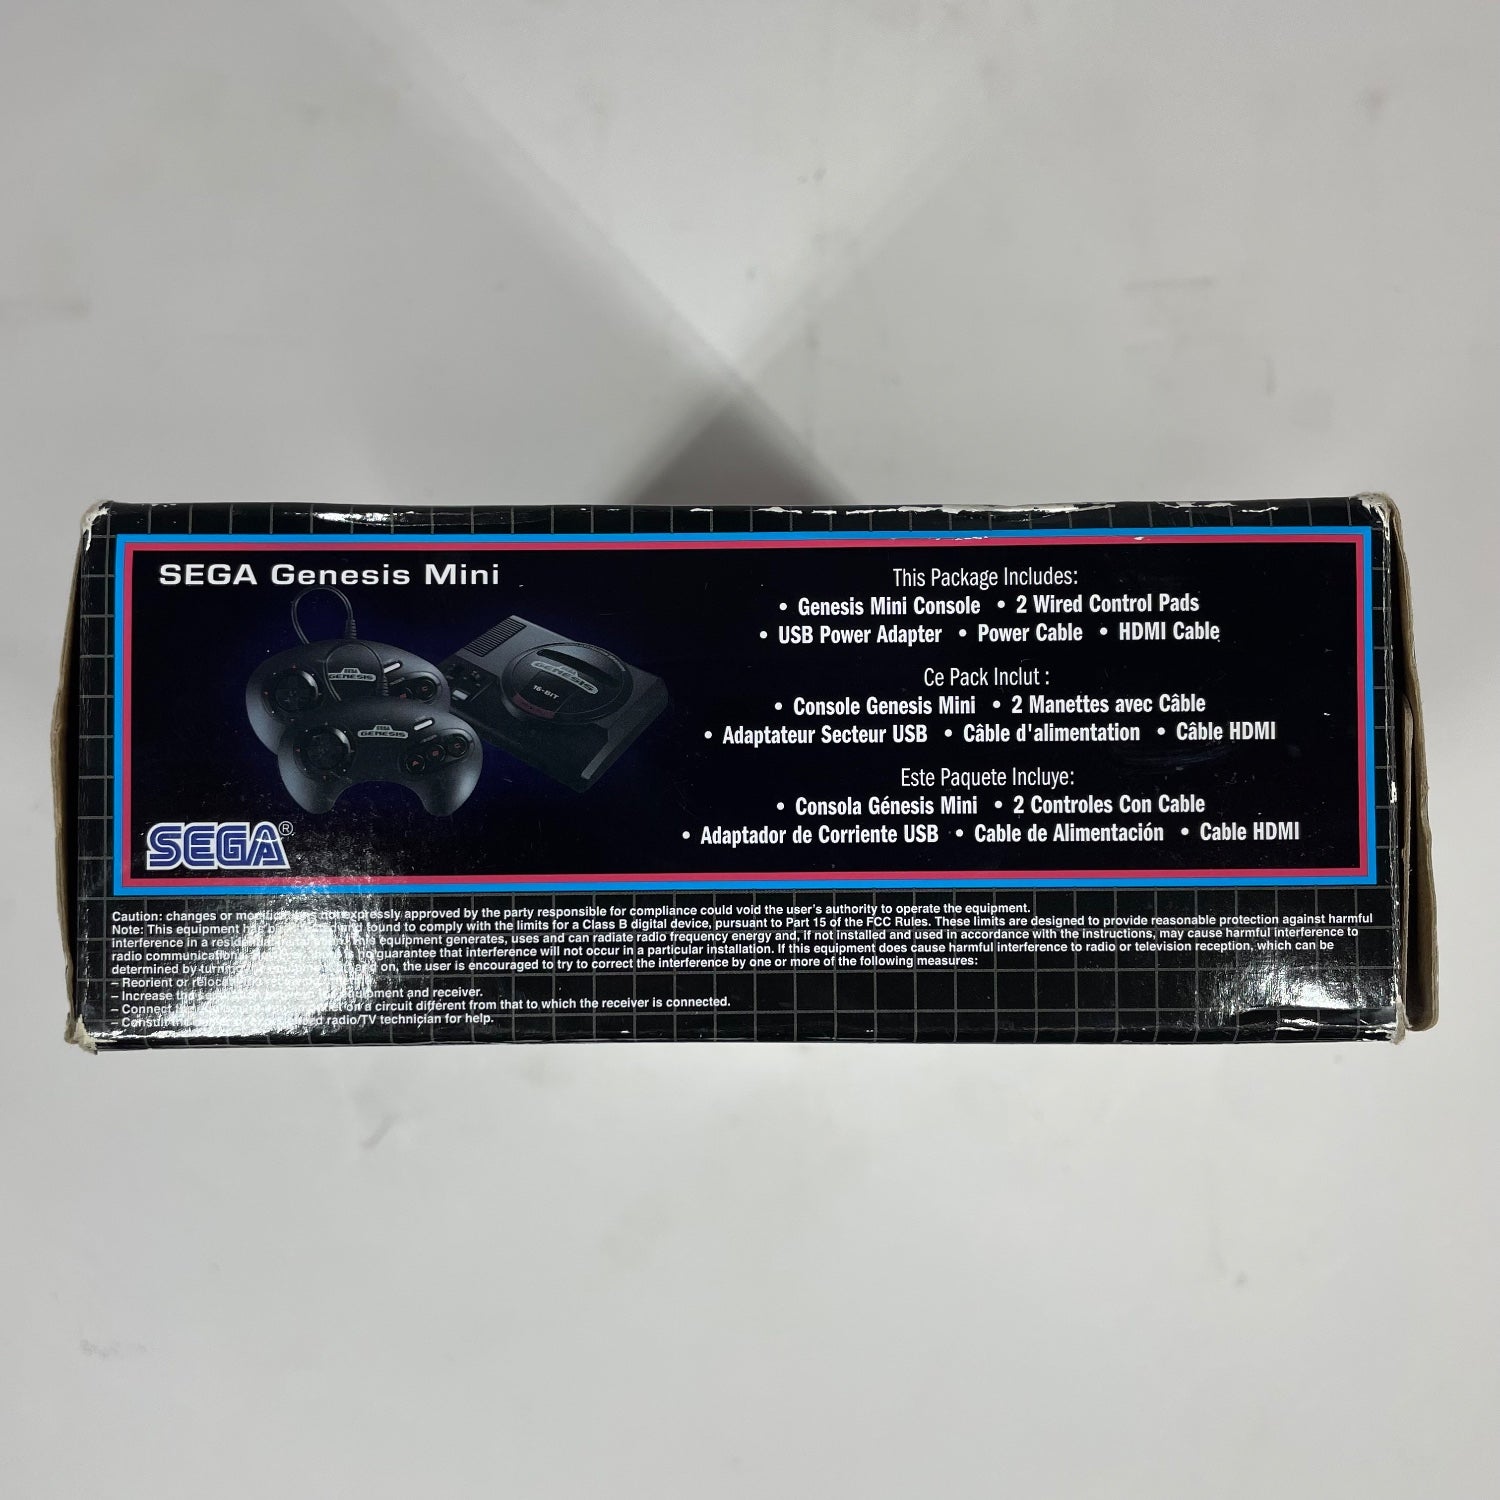 SEGA Genesis Mini
GENESIS
GENESIS
GENESIS
16-BIT
SEGA®
This Package Includes:
• Genesis Mini Console • 2 Wired Control Pads
• USB Power Adapter • Power Cable • HDMI Cable
Ce Pack Inclut :
• Console Genesis Mini • 2 Manettes avec Câble
• Adaptateur Secteur USB • Câble d'alimentation • Câble HDMI
Este Paquete Incluye:
• Consola Génesis Mini • 2 Controles Con Cable
• Adaptador de Corriente USB • Cable de Alimentación • Cable HDMI
Caution: changes or not expressly approved by the party responsible for compliance could void the user's authority to operate the equipment.
Note: This equipment found to comply with the limits for a Class B digital device, pursuant to Part 15 of the FCC Rules. These limits are designed to provide reasonable protection against harmful
interference in a equipment generates, uses and can radiate radio frequency energy and, if not installed and used in accordance with the instructions, may cause harmful interference to
radio no guarantee that interference will not occur in a particular installation. If this equipment does cause harmful interference to radio or television reception, which can be
determined by on, the user is encouraged to try to correct the interference by one or more of the following measures:
– Reorient or
– Increase and receiver.
– Connect a circuit different from that to which the receiver is connected.
– radio/TV technician for help.